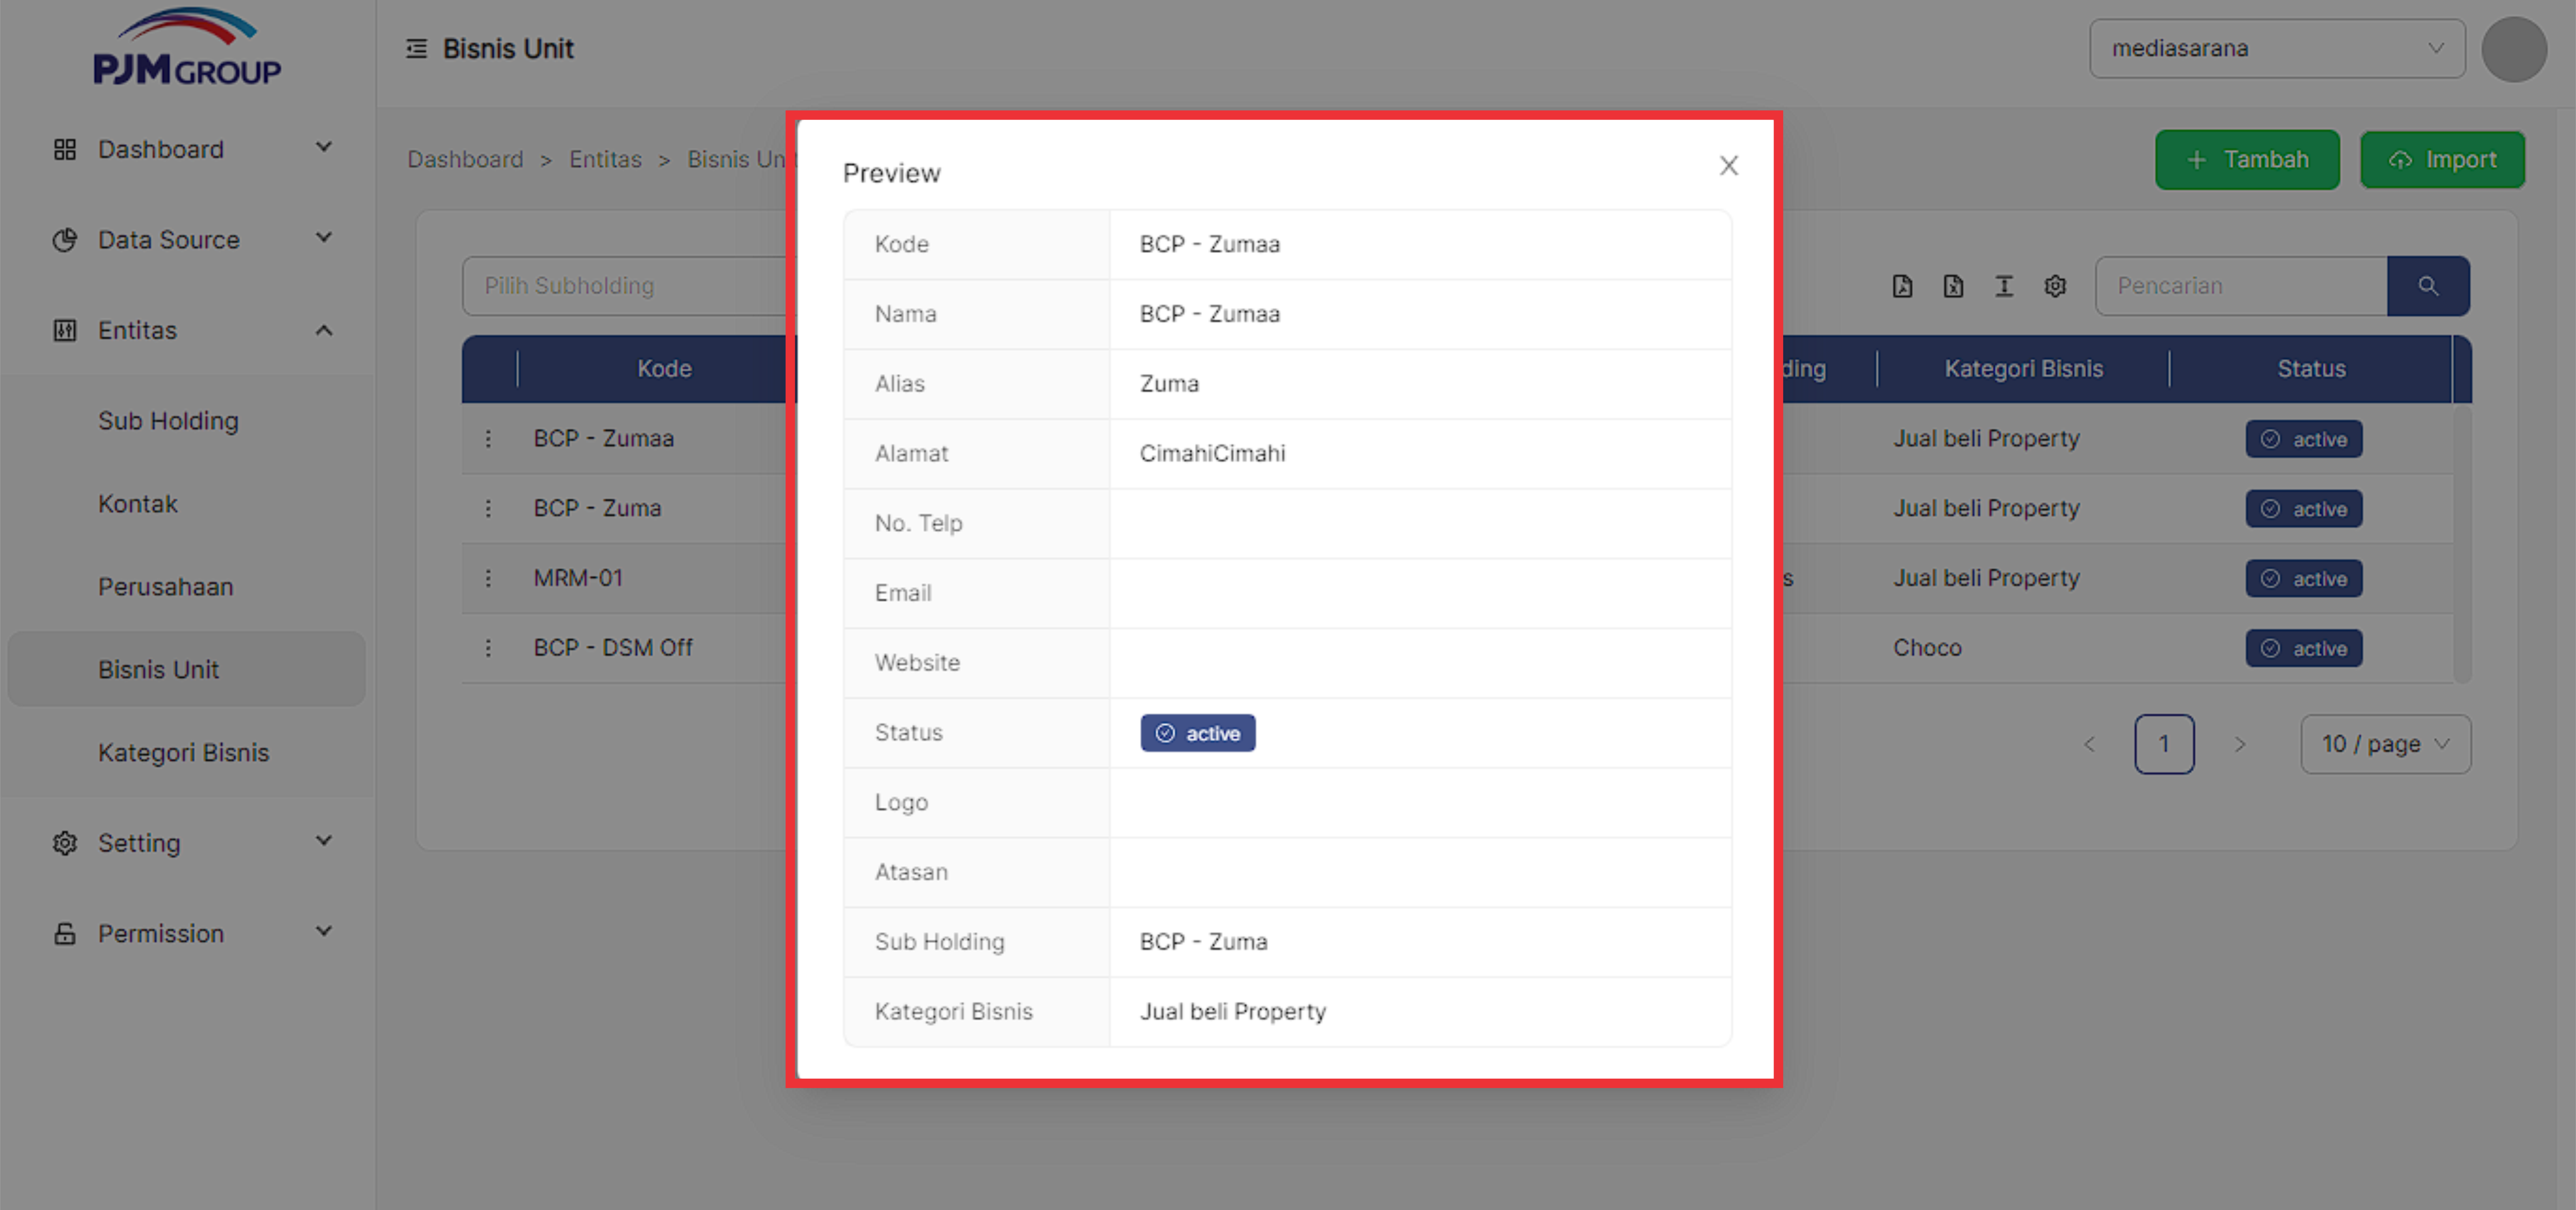 PJM GROUP
Bisnis Unit
mediasarana
Dashboard
Data Source
Entitas
Sub Holding
Kontak
Perusahaan
Bisnis Unit
Kategori Bisnis
Setting
Permission
Dashboard > Entitas > Bisnis Unit
+ Tambah
Import
Pilih Subholding
Pencarian
Kode
ding
Kategori Bisnis
Status
BCP - Zumaa
Jual beli Property
active
BCP - Zuma
Jual beli Property
active
MRM-01
s
Jual beli Property
active
BCP - DSM Off
Choco
active
< 1 >
10 / page
Preview
Kode BCP - Zumaa
Nama BCP - Zumaa
Alias Zuma
Alamat CimahiCimahi
No. Telp
Email
Website
Status active
Logo
Atasan
Sub Holding BCP - Zuma
Kategori Bisnis Jual beli Property